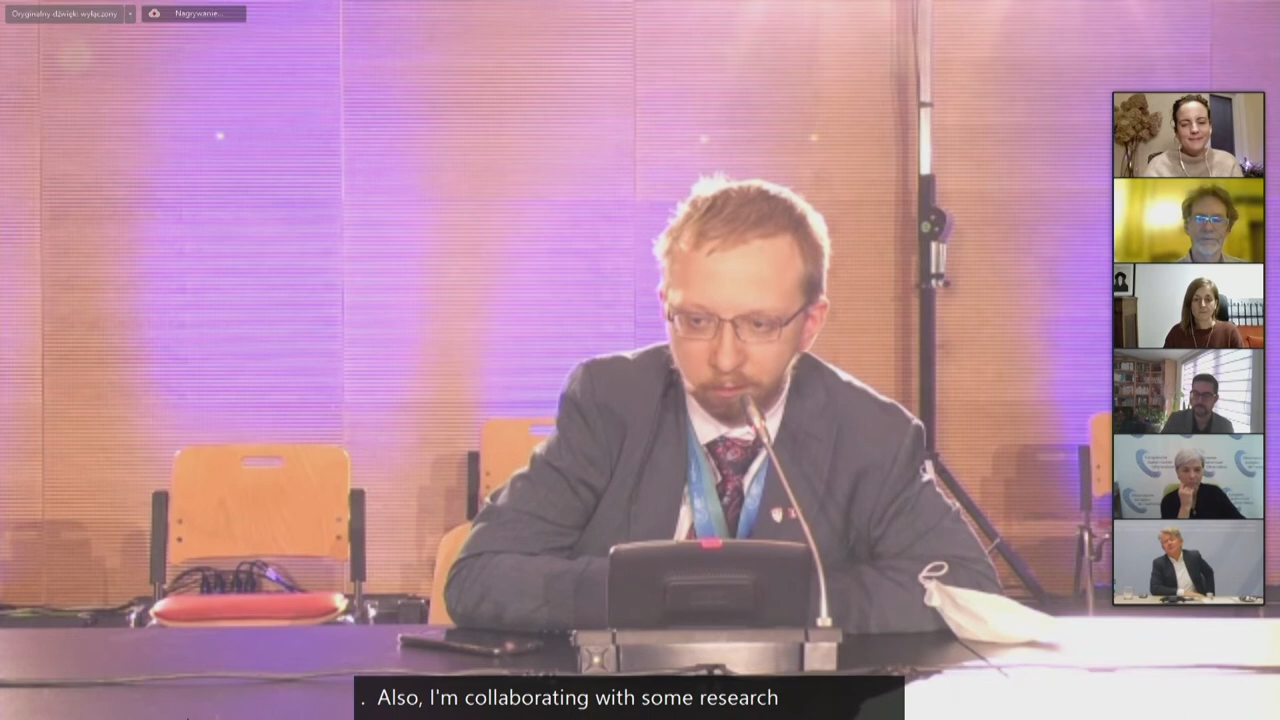 Oryginalny dźwięk: wyłączony
Nagrywanie...
. Also, I'm collaborating with some research